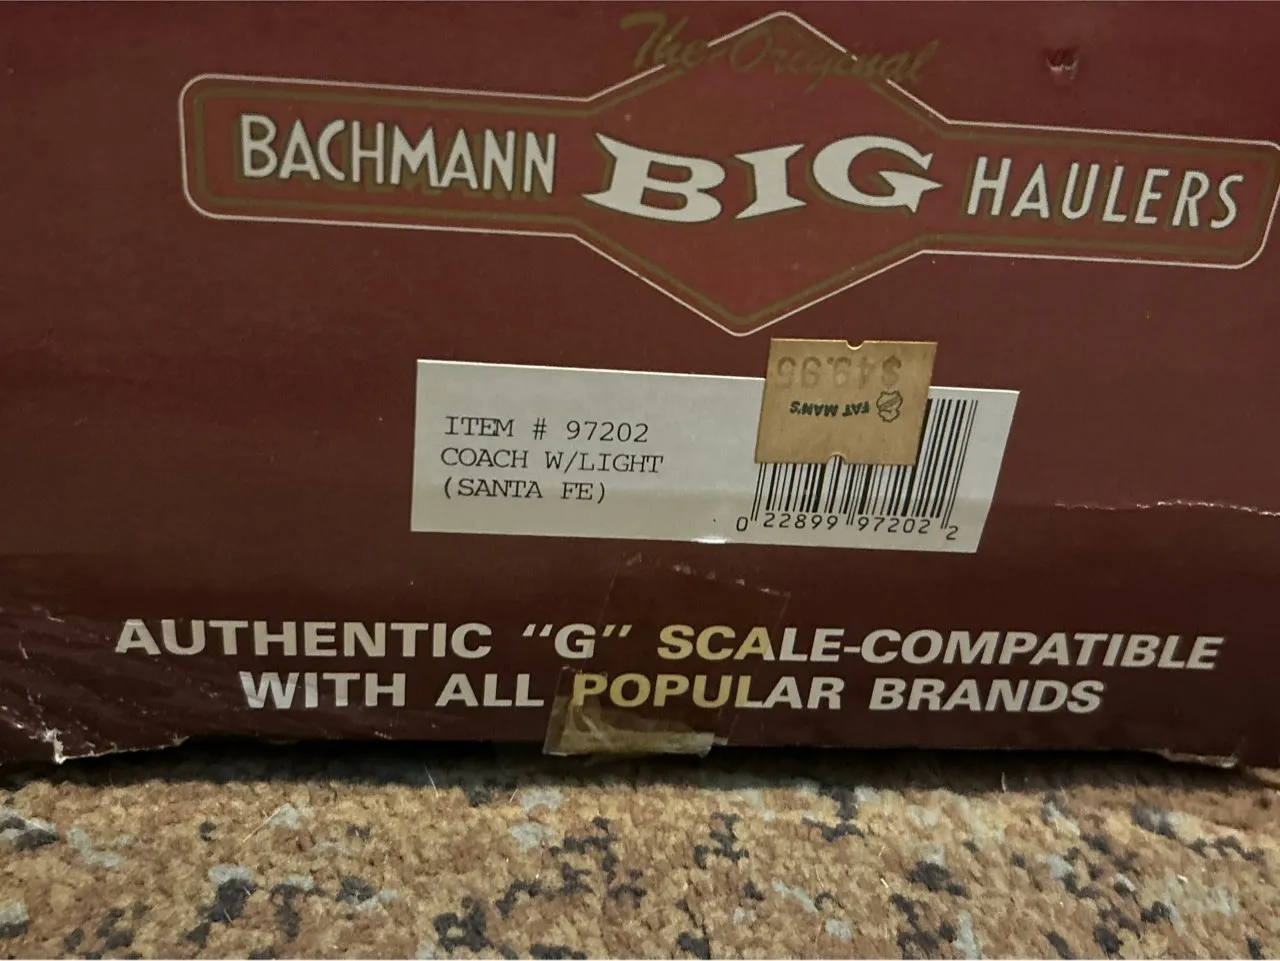 The Original
BACHMANN BIG HAULERS
$49.95
FAT MAN'S
ITEM # 97202
COACH W/LIGHT
(SANTA FE)
0 22899 97202 2
AUTHENTIC "G" SCALE-COMPATIBLE
WITH ALL POPULAR BRANDS